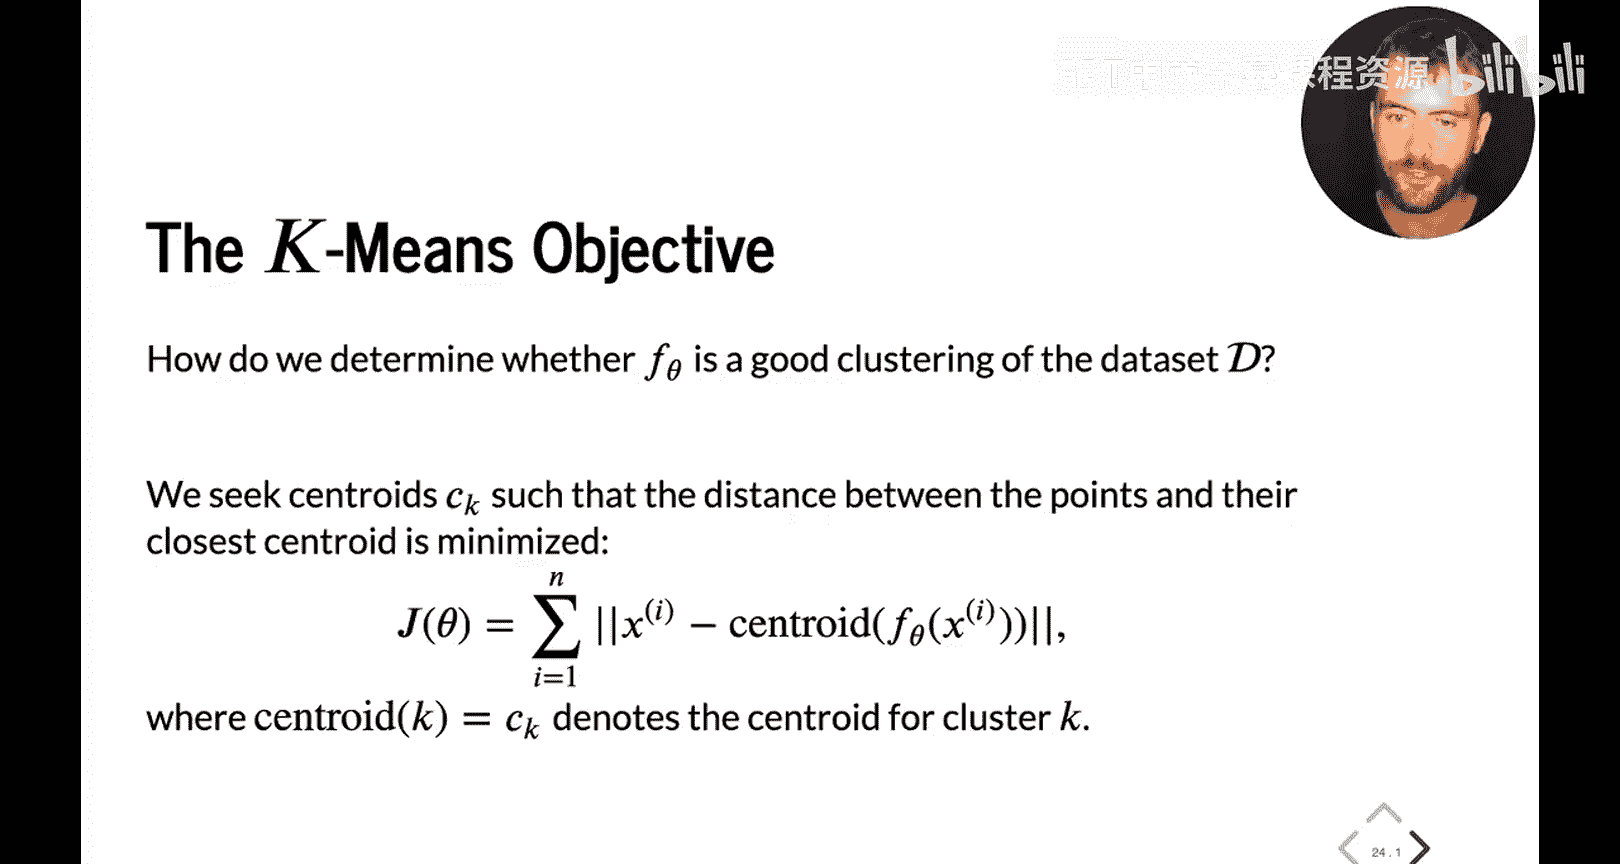 程资源 bilibili
The K-Means Objective
How do we determine whether f_θ is a good clustering of the dataset 𝒟?
We seek centroids c_k such that the distance between the points and their
closest centroid is minimized:
J(θ) = ∑_{i=1}^{n} ||x^{(i)} − centroid(f_θ(x^{(i)}))||,
where centroid(k) = c_k denotes the centroid for cluster k.
24.1